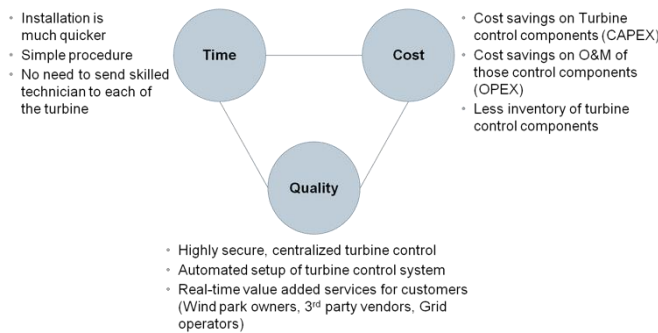 • Installation is
much quicker
• Simple procedure
• No need to send skilled
technician to each of
the turbine
Time
Cost
• Cost savings on Turbine
control components (CAPEX)
• Cost savings on O&M of
those control components
(OPEX)
• Less inventory of turbine
control components
Quality
• Highly secure, centralized turbine control
• Automated setup of turbine control system
• Real-time value added services for customers
(Wind park owners, 3rd party vendors, Grid
operators)